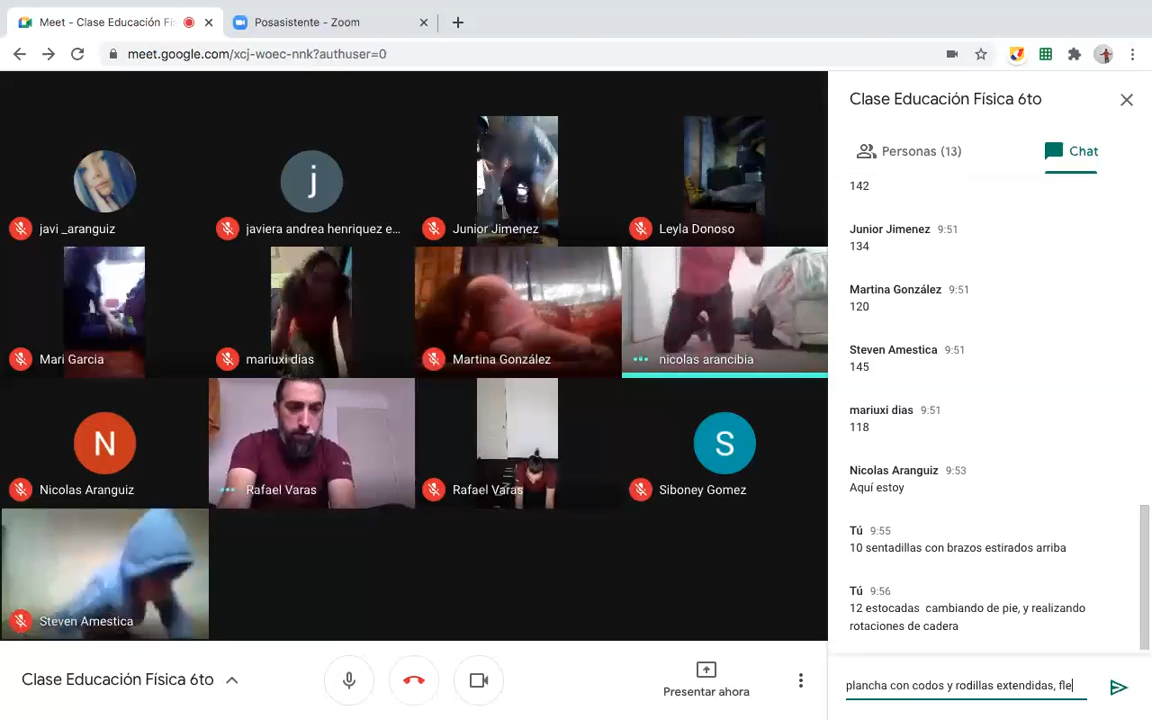 Meet - Clase Educación Fí
Posasistente - Zoom
meet.google.com/xcj-woec-nnk?authuser=0
Clase Educación Física 6to
Personas (13)
Chat
142
Junior Jimenez 9:51
134
Martina González 9:51
120
Steven Amestica 9:51
145
mariuxi dias 9:51
118
Nicolas Aranguiz 9:53
Aquí estoy
Tú 9:55
10 sentadillas con brazos estirados arriba
Tú 9:56
12 estocadas cambiando de pie, y realizando
rotaciones de cadera
plancha con codos y rodillas extendidas, fle
javi _aranguiz
j
javiera andrea henriquez e...
Junior Jimenez
Leyla Donoso
Mari Garcia
mariuxi dias
Martina González
nicolas arancibia
N
Nicolas Aranguiz
Rafael Varas
Rafael Varas
S
Siboney Gomez
Steven Amestica
Clase Educación Física 6to
Presentar ahora